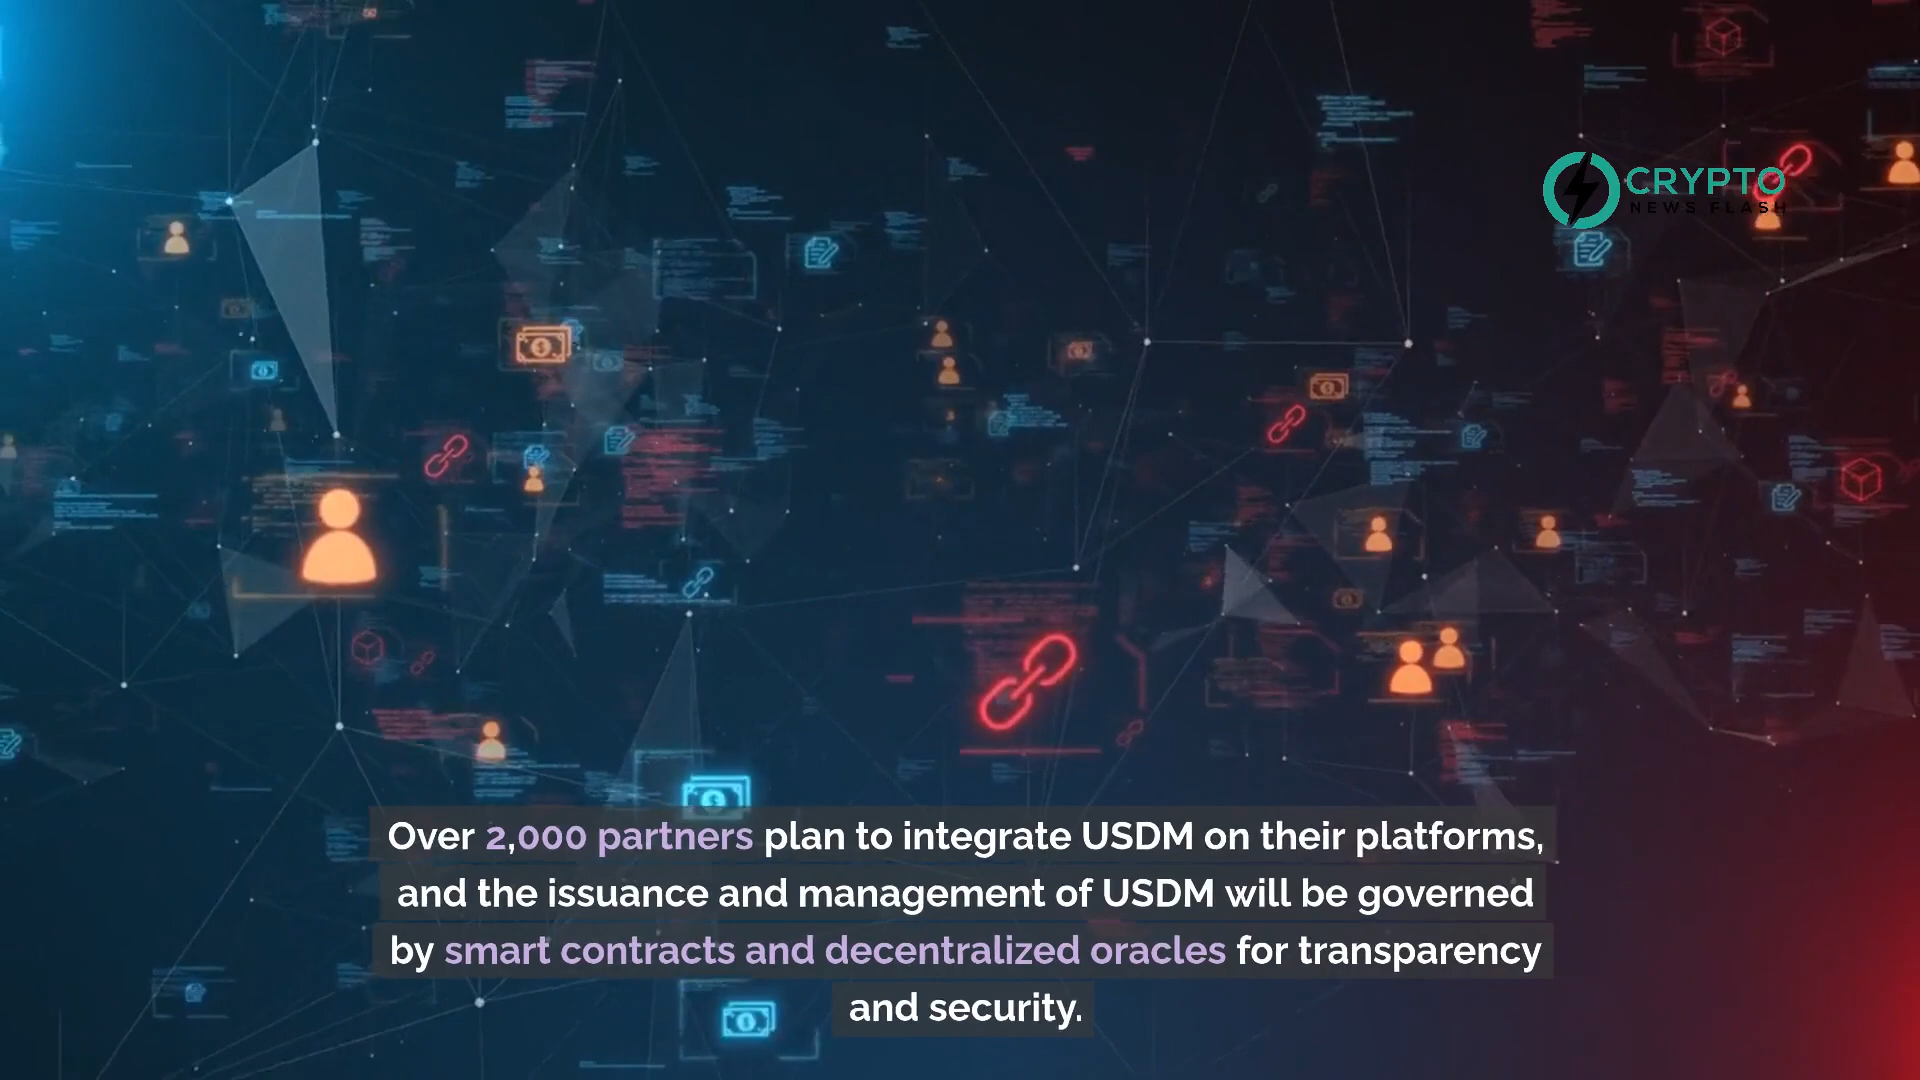 CRYPTO
NEWS FLASH
Over 2,000 partners plan to integrate USDM on their platforms,
and the issuance and management of USDM will be governed
by smart contracts and decentralized oracles for transparency
and security.